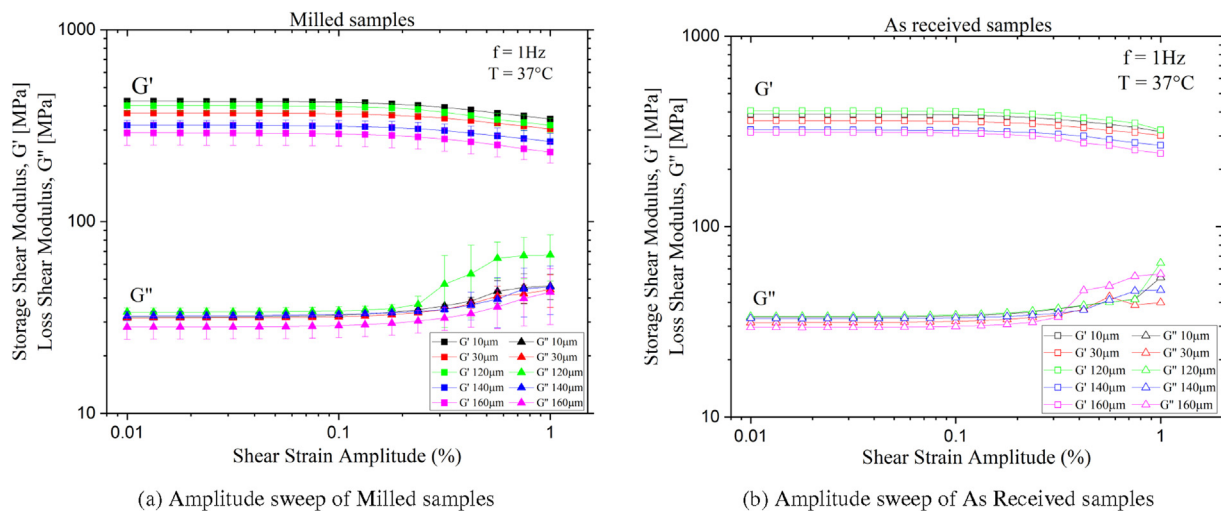 Milled samples
1000
100
10
Storage Shear Modulus, G' [MPa]
Loss Shear Modulus, G'' [MPa]
f = 1Hz
T = 37°C
G'
G''
G' 10µm G'' 10µm
G' 30µm G'' 30µm
G' 120µm G'' 120µm
G' 140µm G'' 140µm
G' 160µm G'' 160µm
0.01 0.1 1
Shear Strain Amplitude (%)
(a) Amplitude sweep of Milled samples
As received samples
1000
100
10
Storage Shear Modulus, G' [MPa]
Loss Shear Modulus, G'' [MPa]
f = 1Hz
T = 37°C
G'
G''
G' 10µm G'' 10µm
G' 30µm G'' 30µm
G' 120µm G'' 120µm
G' 140µm G'' 140µm
G' 160µm G'' 160µm
0.01 0.1 1
Shear Strain Amplitude (%)
(b) Amplitude sweep of As Received samples